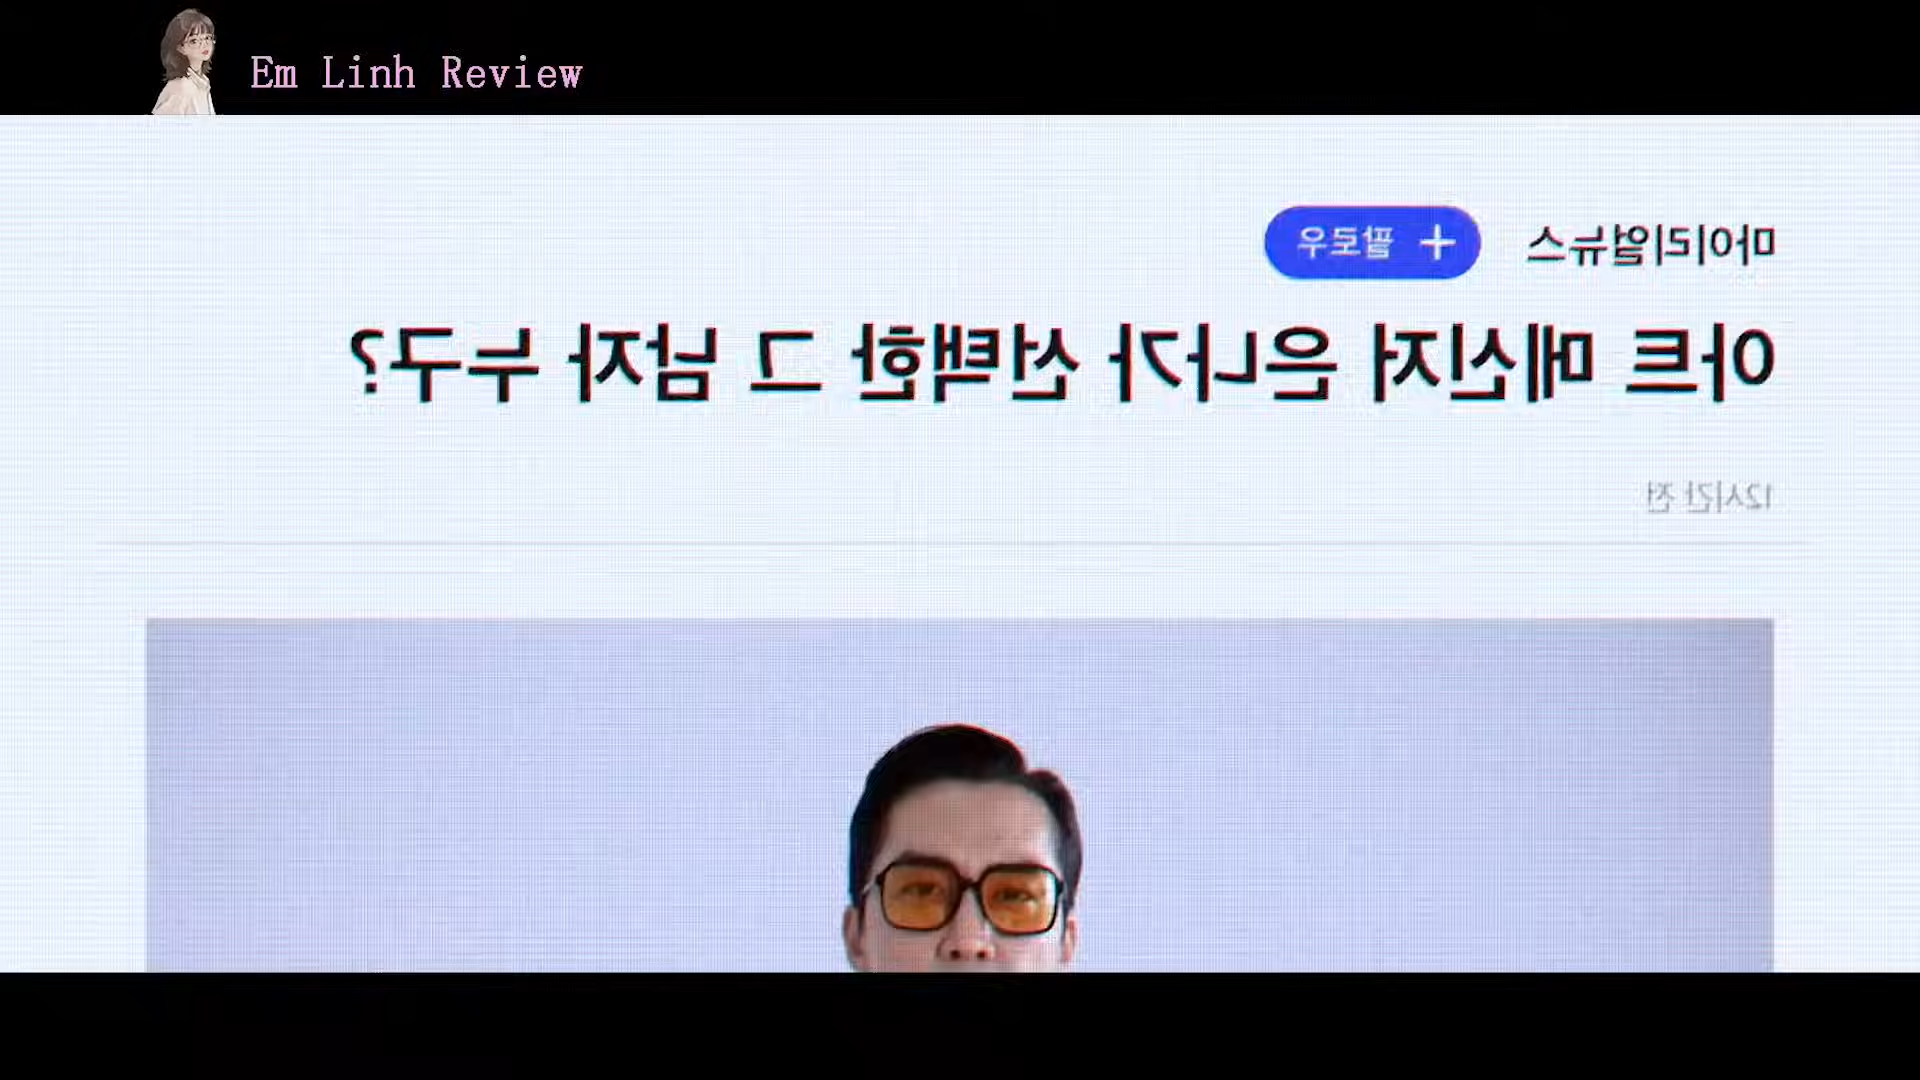 Em Linh Review
마이리얼뉴스 + 팔로우
아트 메신저 은나가 선택한 그 남자 누구?
12시간 전